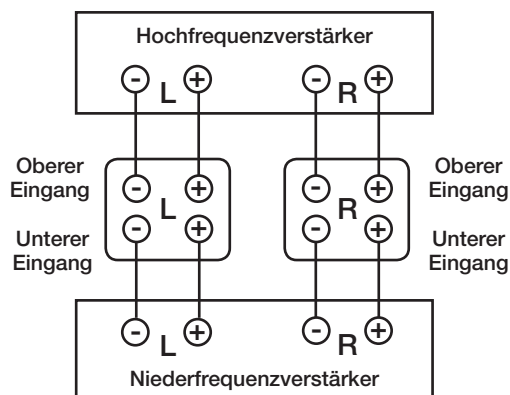 Hochfrequenzverstärker
- L + - R +
Oberer
Eingang
- L + - R +
Oberer
Eingang
Unterer
Eingang
- + - +
Unterer
Eingang
- L + - R +
Niederfrequenzverstärker